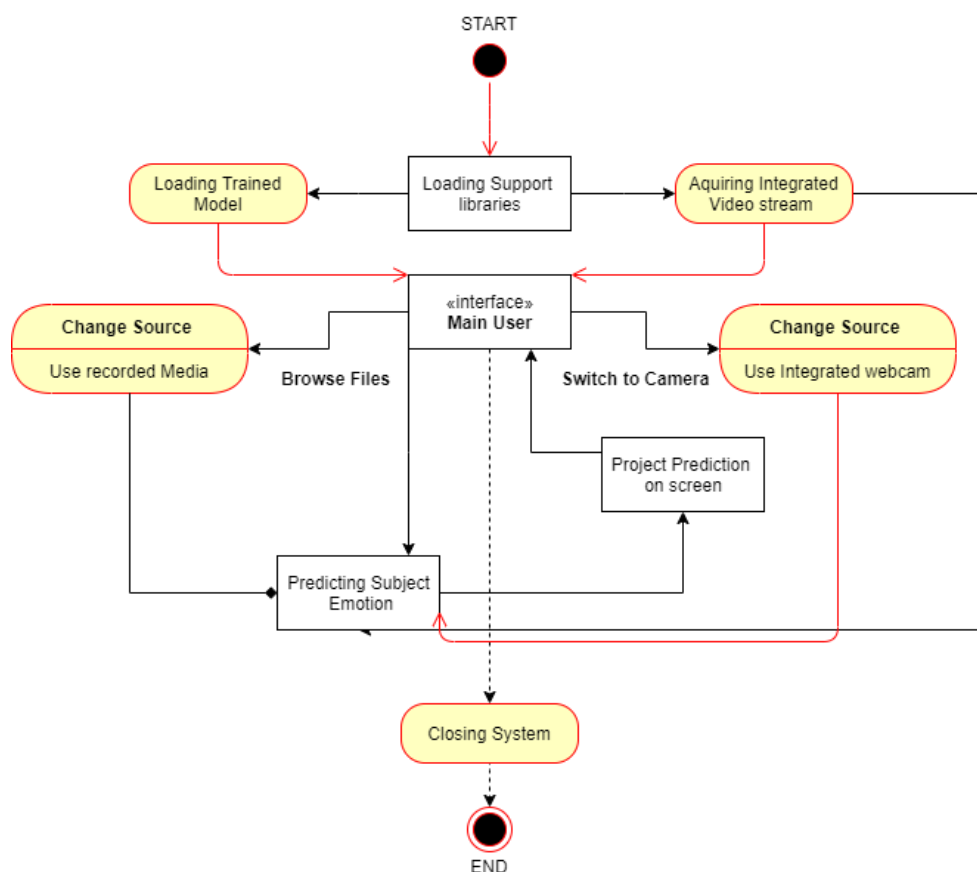 START
Loading Trained
Model
Loading Support
libraries
Aquiring Integrated
Video stream
«interface»
Main User
Change Source
Use recorded Media
Change Source
Use Integrated webcam
Browse Files
Switch to Camera
Project Prediction
on screen
Predicting Subject
Emotion
Closing System
END